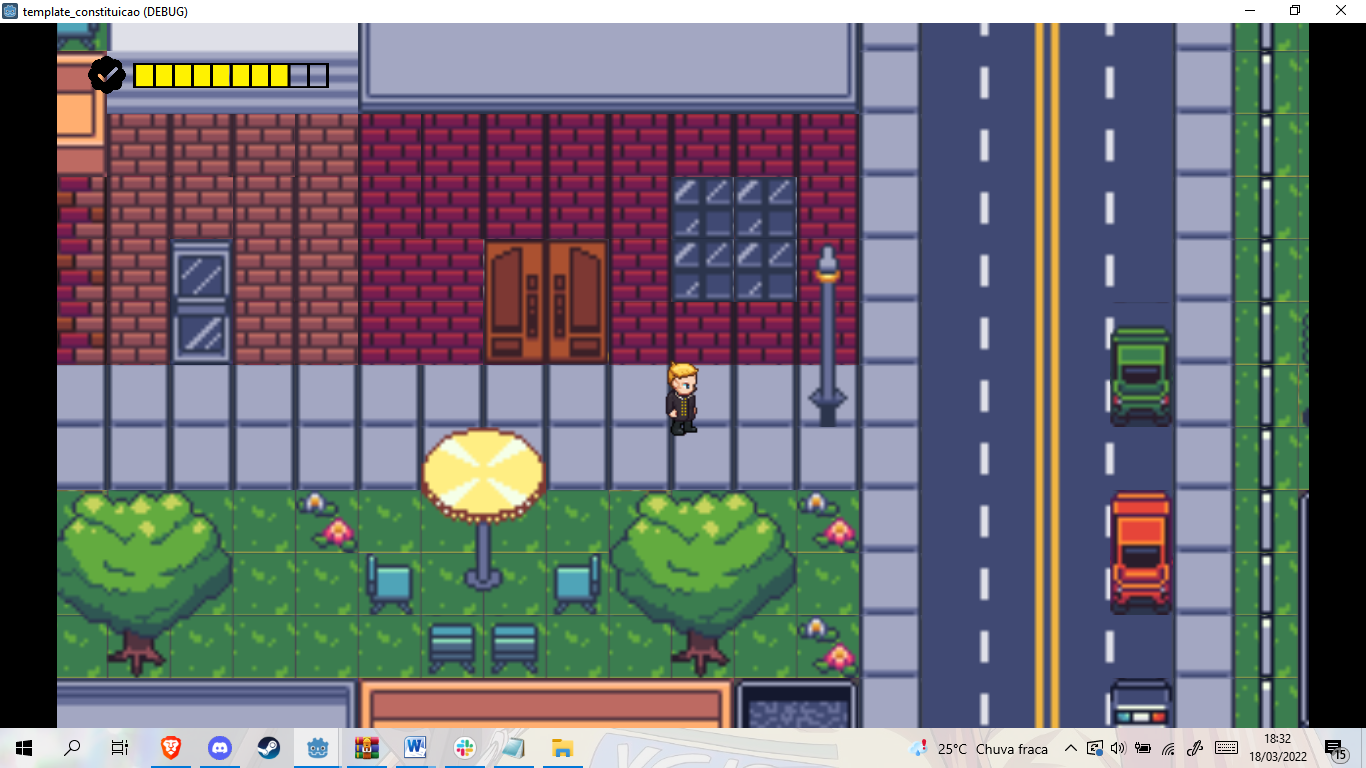 template_constituicao (DEBUG)
25°C Chuva fraca
18:32
18/03/2022
15